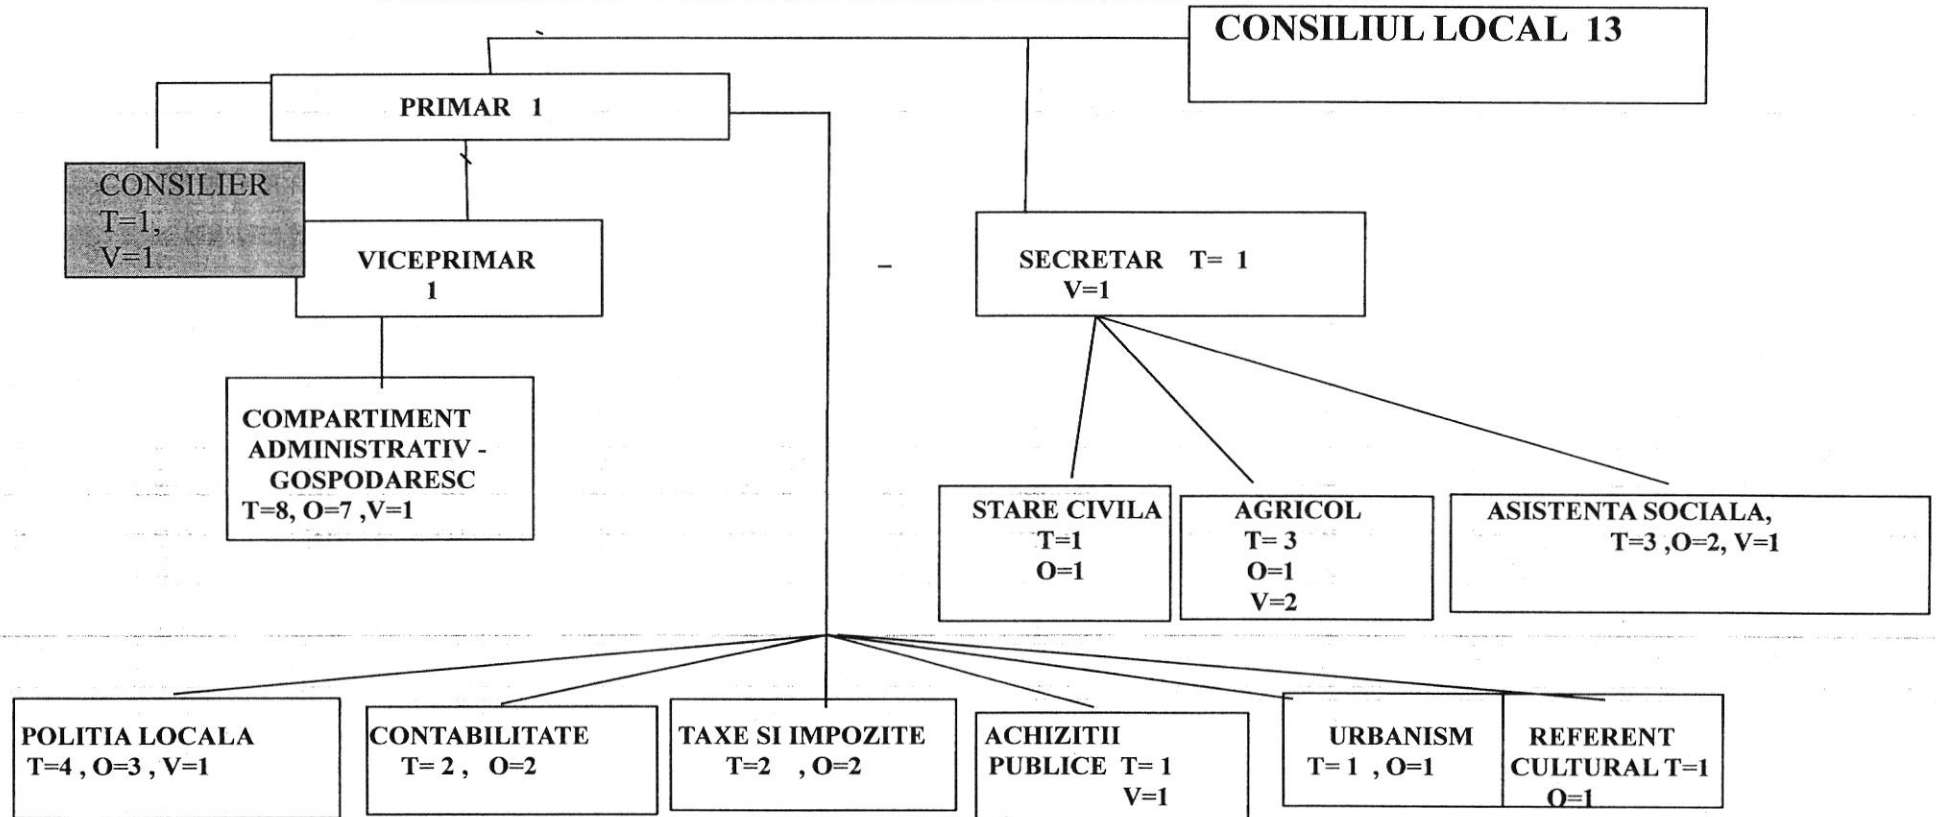 CONSILIUL LOCAL 13
PRIMAR 1
CONSILIER
T=1,
V=1
VICEPRIMAR
1
SECRETAR T= 1
V=1
COMPARTIMENT
ADMINISTRATIV -
GOSPODARESC
T=8, O=7 ,V=1
STARE CIVILA
T=1
O=1
AGRICOL
T= 3
O=1
V=2
ASISTENTA SOCIALA,
T=3 ,O=2, V=1
POLITIA LOCALA
T=4 , O=3 , V=1
CONTABILITATE
T= 2 , O=2
TAXE SI IMPOZITE
T=2 , O=2
ACHIZITII
PUBLICE T= 1
V=1
URBANISM
T= 1 , O=1
REFERENT
CULTURAL T=1
O=1